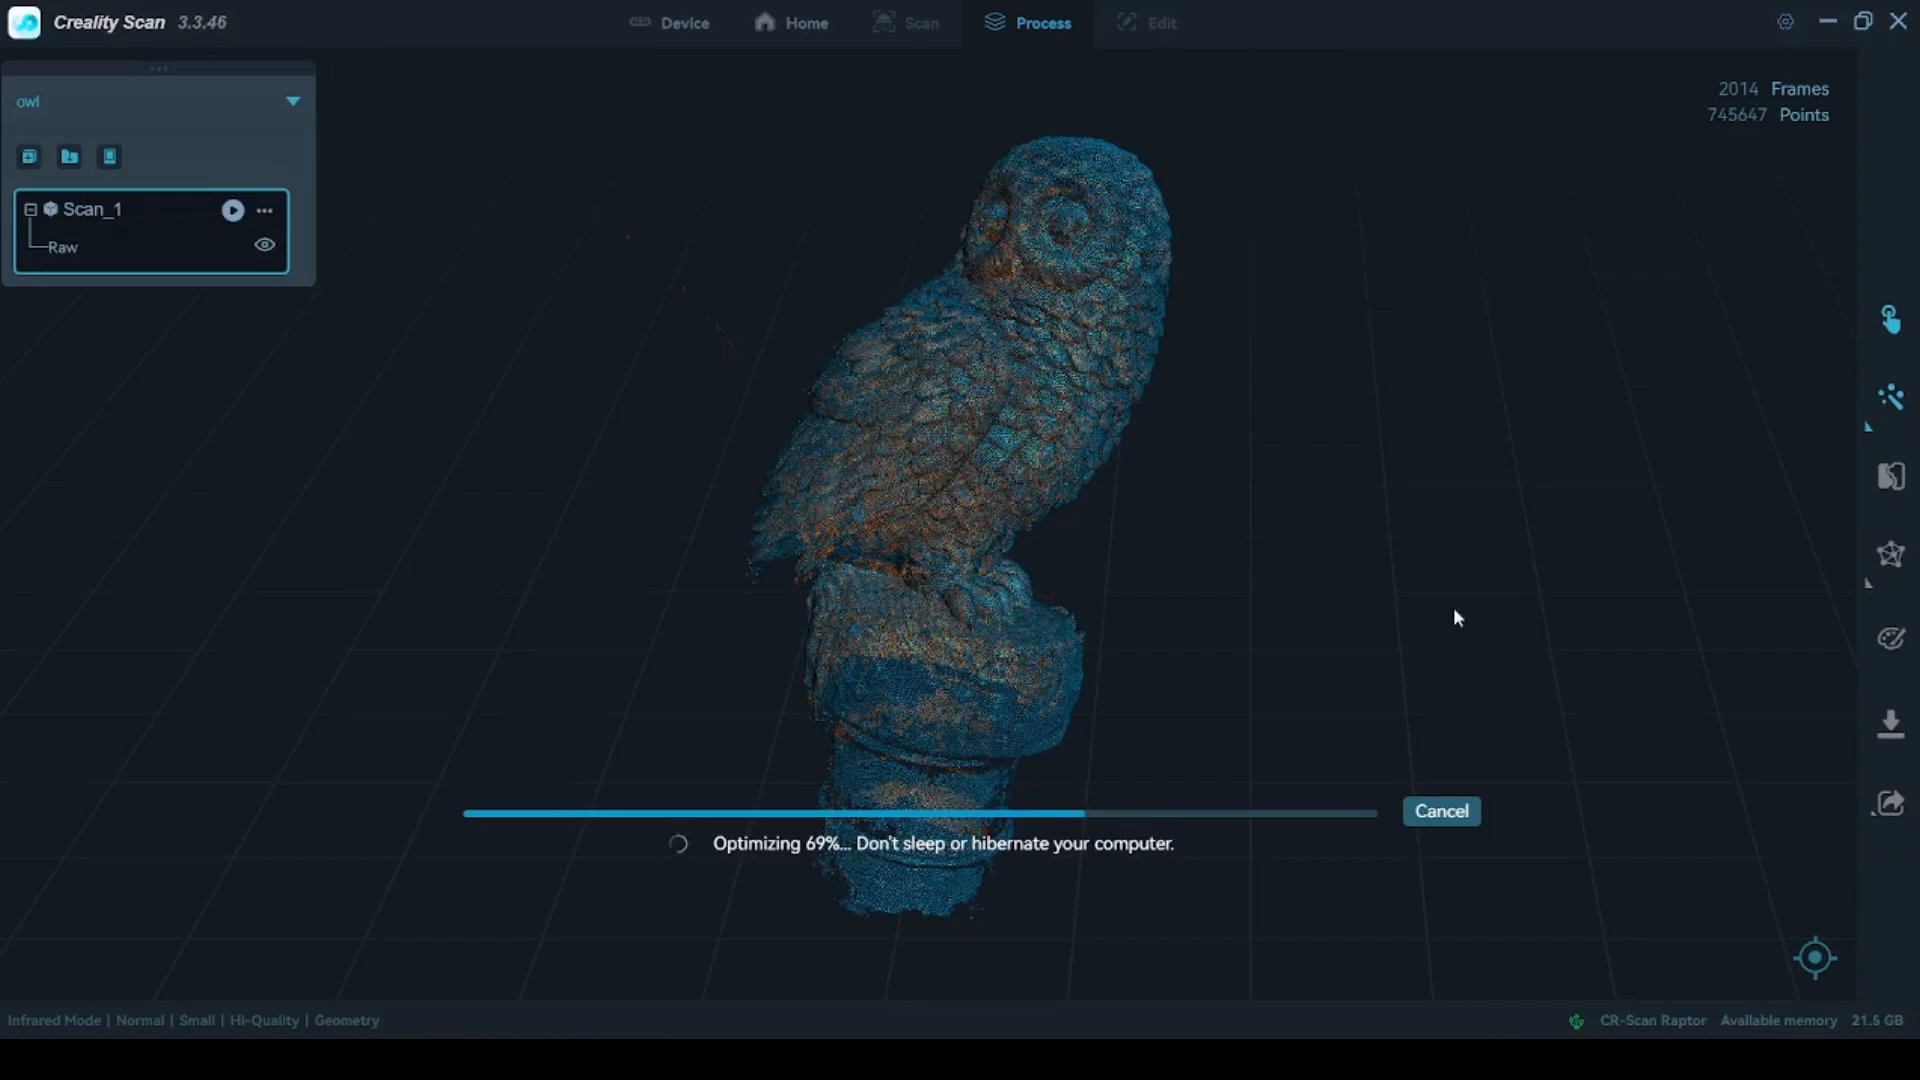 Creality Scan 3.3.46
Device
Home
Scan
Process
Edit
owl
2014 Frames
745647 Points
Scan_1
Raw
Cancel
Optimizing 69%... Don't sleep or hibernate your computer.
Infrared Mode | Normal | Small | Hi-Quality | Geometry
CR-Scan Raptor Available memory 21.5 GB